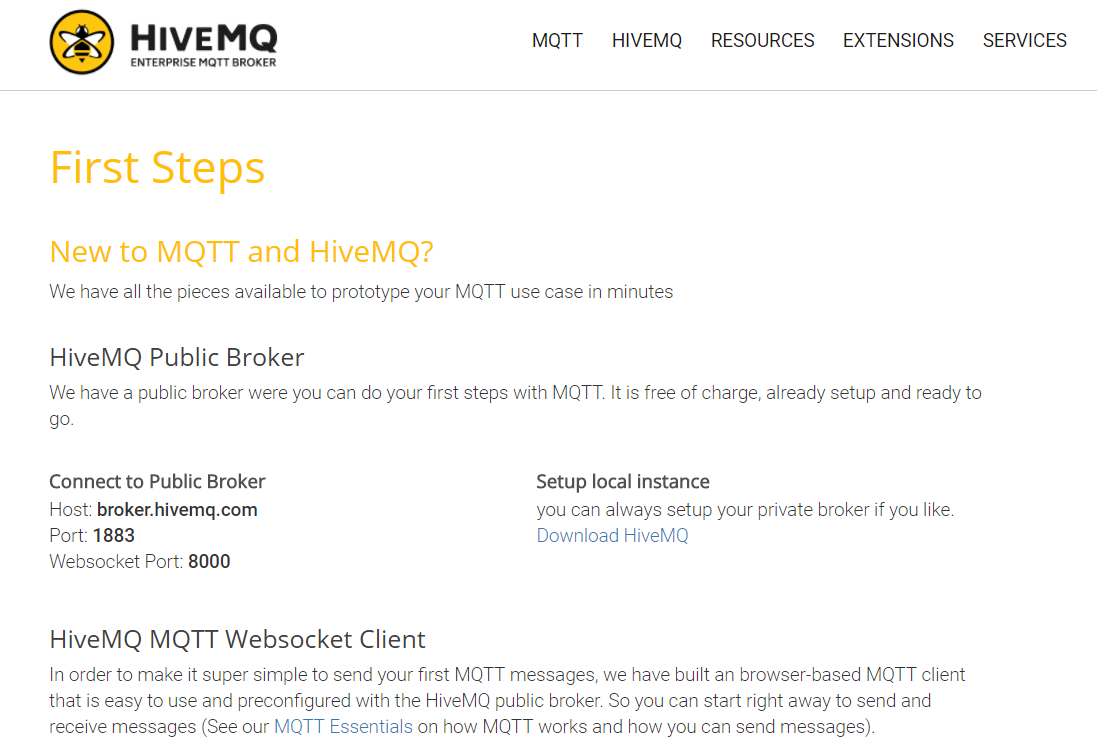 HIVEMQ
ENTERPRISE MQTT BROKER
MQTT HIVEMQ RESOURCES EXTENSIONS SERVICES
First Steps
New to MQTT and HiveMQ?
We have all the pieces available to prototype your MQTT use case in minutes
HiveMQ Public Broker
We have a public broker were you can do your first steps with MQTT. It is free of charge, already setup and ready to
go.
Connect to Public Broker
Host: broker.hivemq.com
Port: 1883
Websocket Port: 8000
Setup local instance
you can always setup your private broker if you like.
Download HiveMQ
HiveMQ MQTT Websocket Client
In order to make it super simple to send your first MQTT messages, we have built an browser-based MQTT client
that is easy to use and preconfigured with the HiveMQ public broker. So you can start right away to send and
receive messages (See our MQTT Essentials on how MQTT works and how you can send messages).